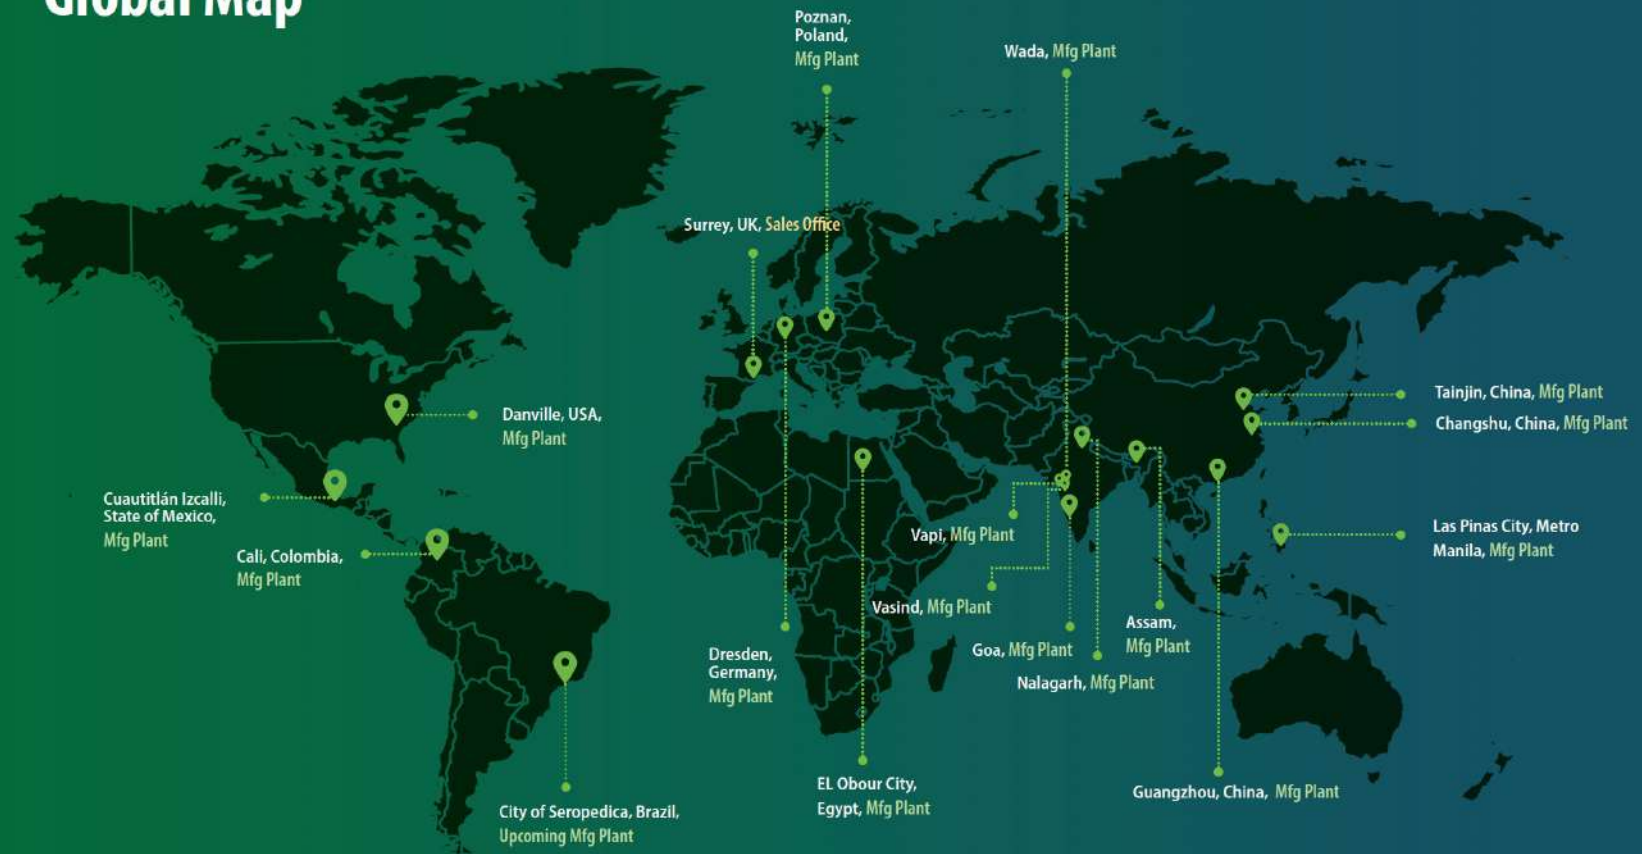 Global Map
Poznan,
Poland,
Mfg Plant
Wada, Mfg Plant
Surrey, UK, Sales Office
Danville, USA,
Mfg Plant
Tainjin, China, Mfg Plant
Changshu, China, Mfg Plant
Cuautitlán Izcalli,
State of Mexico,
Mfg Plant
Cali, Colombia,
Mfg Plant
Vapi, Mfg Plant
Las Pinas City, Metro
Manila, Mfg Plant
Vasind, Mfg Plant
Assam,
Mfg Plant
Goa, Mfg Plant
Dresden,
Germany,
Mfg Plant
Nalagarh, Mfg Plant
EL Obour City,
Egypt, Mfg Plant
Guangzhou, China, Mfg Plant
City of Seropedica, Brazil,
Upcoming Mfg Plant